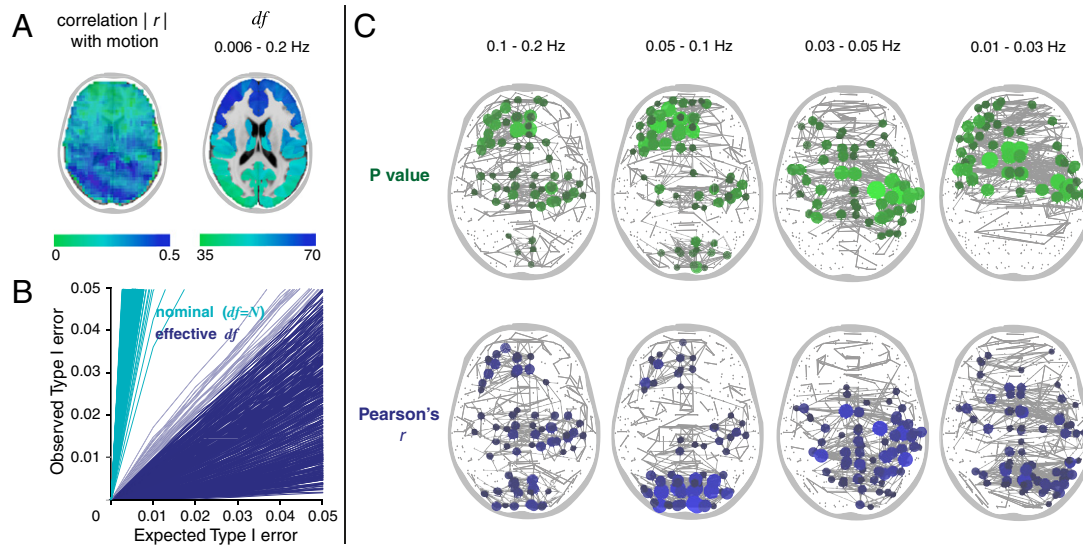 A
correlation | r |
with motion
df
0.006 - 0.2 Hz
0
0.5
35
70
B
Observed Type I error
0.05
0.04
0.03
0.02
0.01
nominal (df=N)
effective df
0
0.01
0.02
0.03
0.04
0.05
Expected Type I error
C
0.1 - 0.2 Hz
0.05 - 0.1 Hz
0.03 - 0.05 Hz
0.01 - 0.03 Hz
P value
Pearson's
r